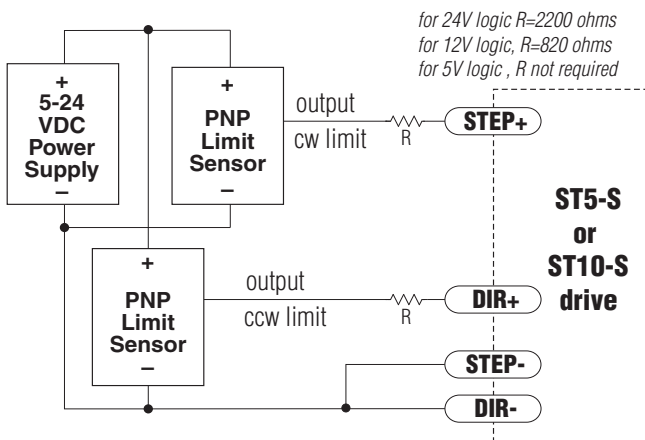 for 24V logic R=2200 ohms
for 12V logic, R=820 ohms
for 5V logic , R not required
+
5-24
VDC
Power
Supply
–
+
PNP
Limit
Sensor
–
output
cw limit
R
STEP+
ST5-S
or
ST10-S
drive
+
PNP
Limit
Sensor
–
output
ccw limit
R
DIR+
STEP-
DIR-